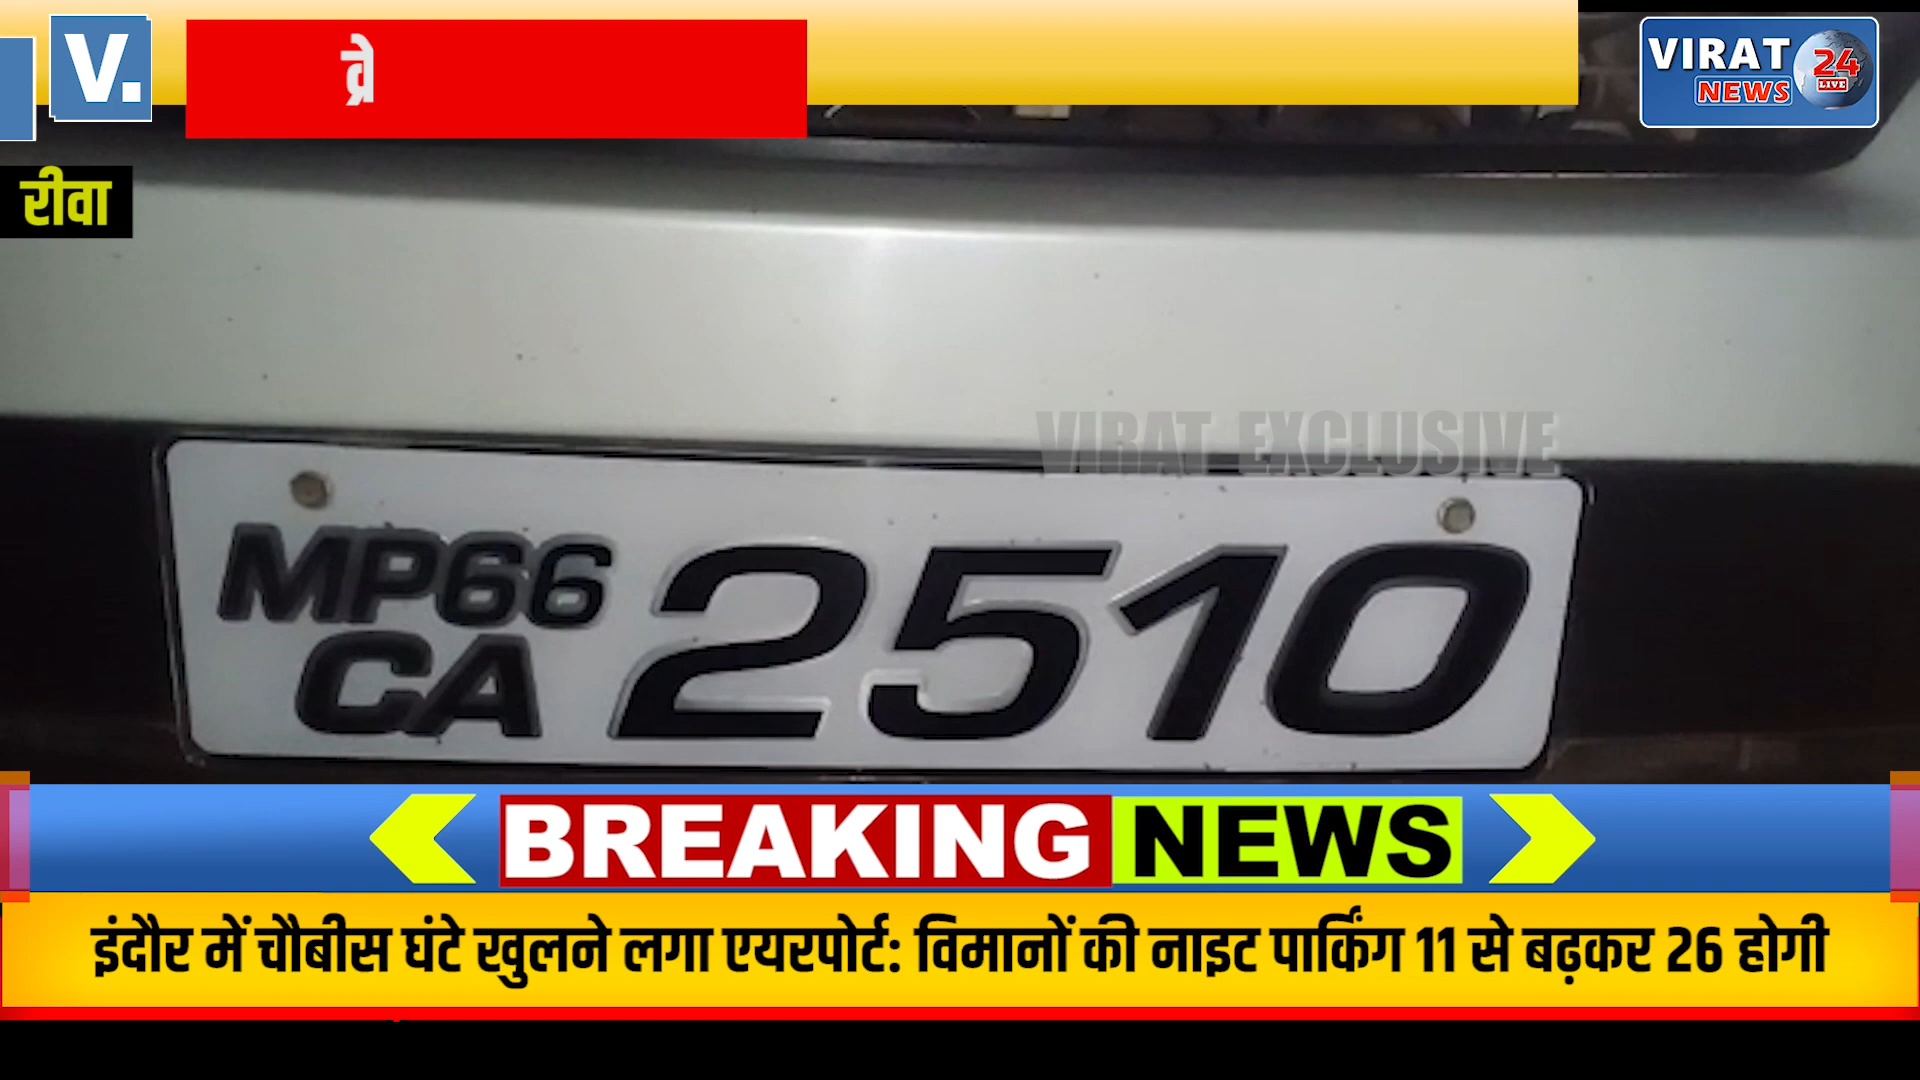 V.
ब्रे
VIRAT
NEWS
24
LIVE
रीवा
VIRAT EXCLUSIVE
MP66
CA 2510
BREAKING NEWS
इंदौर में चौबीस घंटे खुलने लगा एयरपोर्ट: विमानों की नाइट पार्किंग 11 से बढ़कर 26 होगी